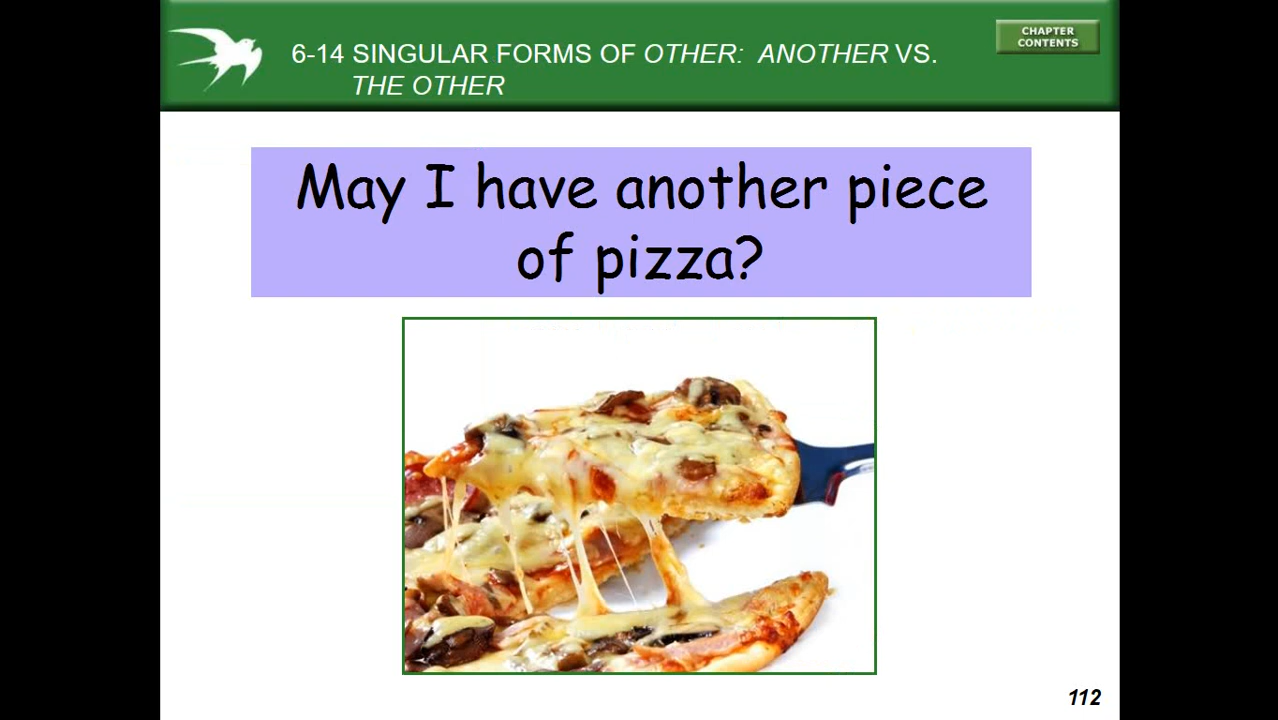 6-14 SINGULAR FORMS OF OTHER: ANOTHER VS.
THE OTHER
CHAPTER
CONTENTS
May I have another piece
of pizza?
112